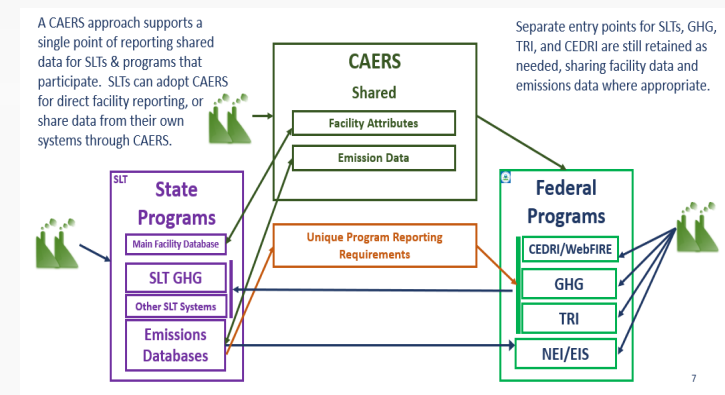 A CAERS approach supports a
single point of reporting shared
data for SLTs & programs that
participate. SLTs can adopt CAERS
for direct facility reporting, or
share data from their own
systems through CAERS.
CAERS
Shared
Facility Attributes
Emission Data
Separate entry points for SLTs, GHG,
TRI, and CEDRI are still retained as
needed, sharing facility data and
emissions data where appropriate.
SLT
State
Programs
Main Facility Database
SLT GHG
Other SLT Systems
Emissions
Databases
Unique Program Reporting
Requirements
Federal
Programs
CEDRI/WebFIRE
GHG
TRI
NEI/EIS
7